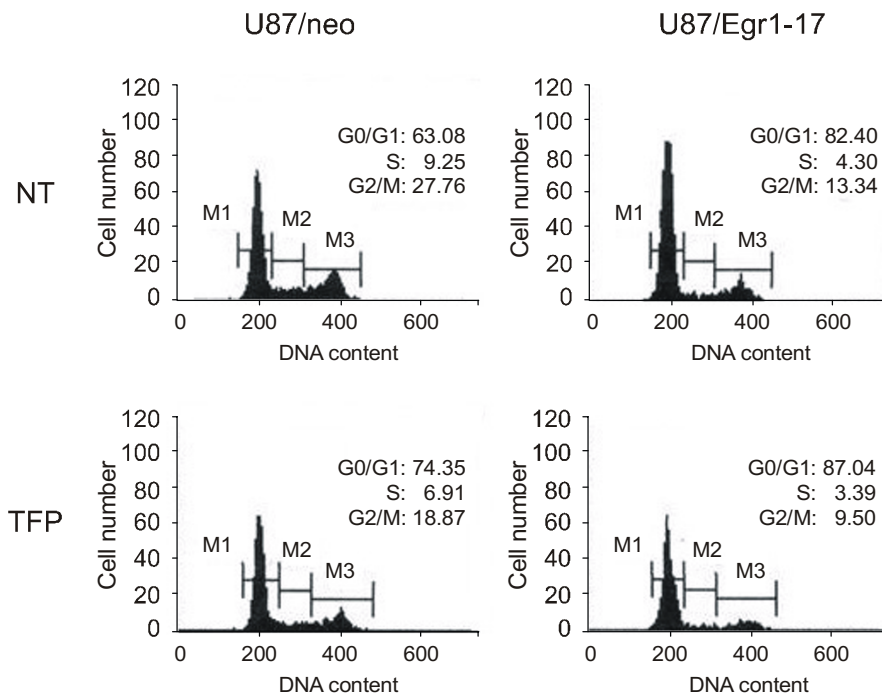 U87/neo
U87/Egr1-17
NT
Cell number
120
100
80
60
40
20
0
G0/G1: 63.08
S: 9.25
G2/M: 27.76
M1
M2
M3
0 200 400 600
DNA content
Cell number
120
100
80
60
40
20
0
G0/G1: 82.40
S: 4.30
G2/M: 13.34
M1
M2
M3
0 200 400 600
DNA content
TFP
Cell number
120
100
80
60
40
20
0
G0/G1: 74.35
S: 6.91
G2/M: 18.87
M1
M2
M3
0 200 400 600
DNA content
Cell number
120
100
80
60
40
20
0
G0/G1: 87.04
S: 3.39
G2/M: 9.50
M1
M2
M3
0 200 400 600
DNA content